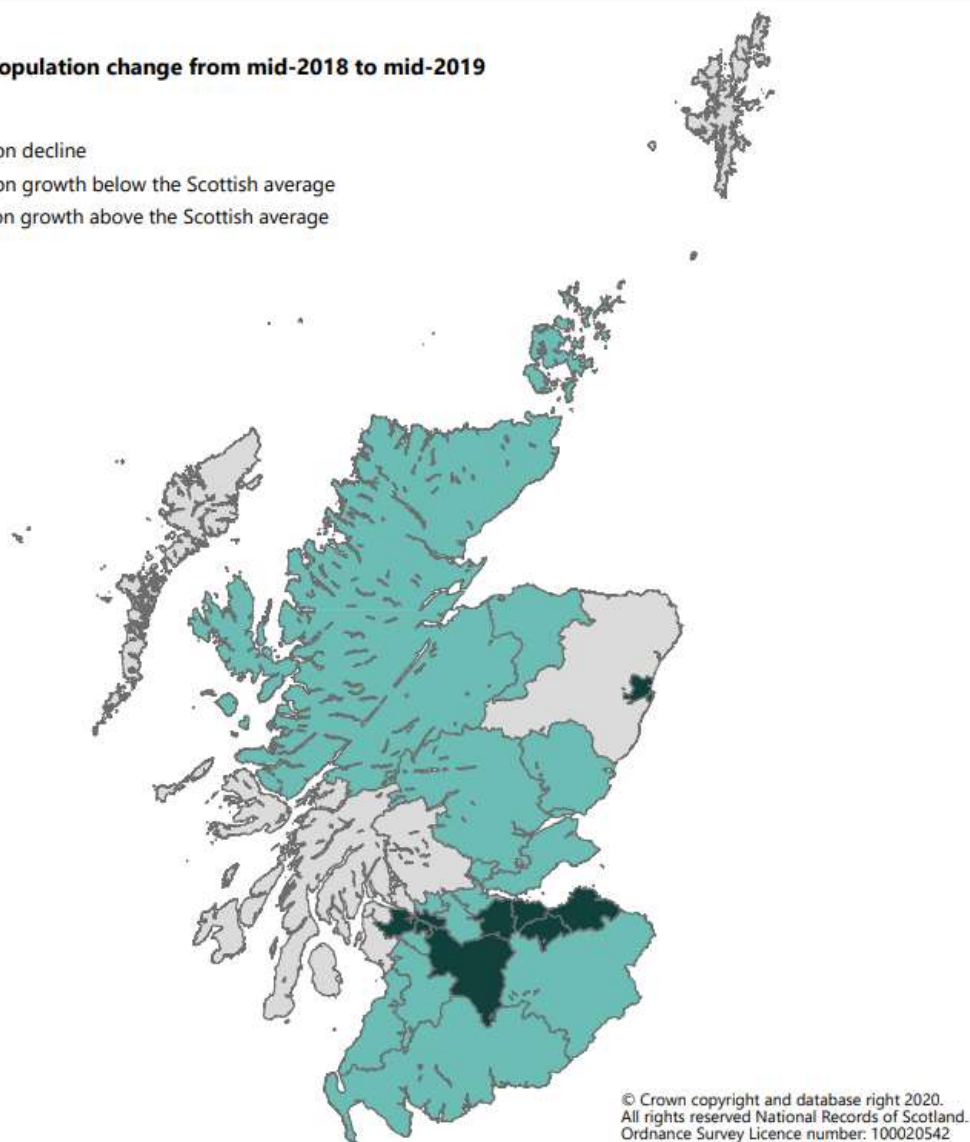 opulation change from mid-2018 to mid-2019
on decline
on growth below the Scottish average
on growth above the Scottish average
© Crown copyright and database right 2020.
All rights reserved National Records of Scotland.
Ordnance Survey Licence number: 100020542